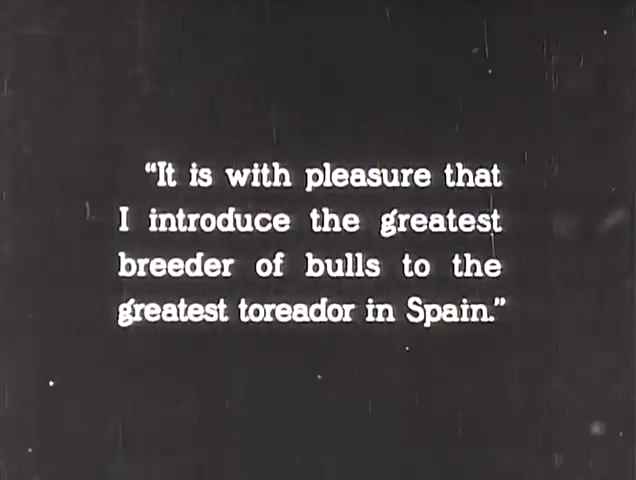 “It is with pleasure that
I introduce the greatest
breeder of bulls to the
greatest toreador in Spain.”